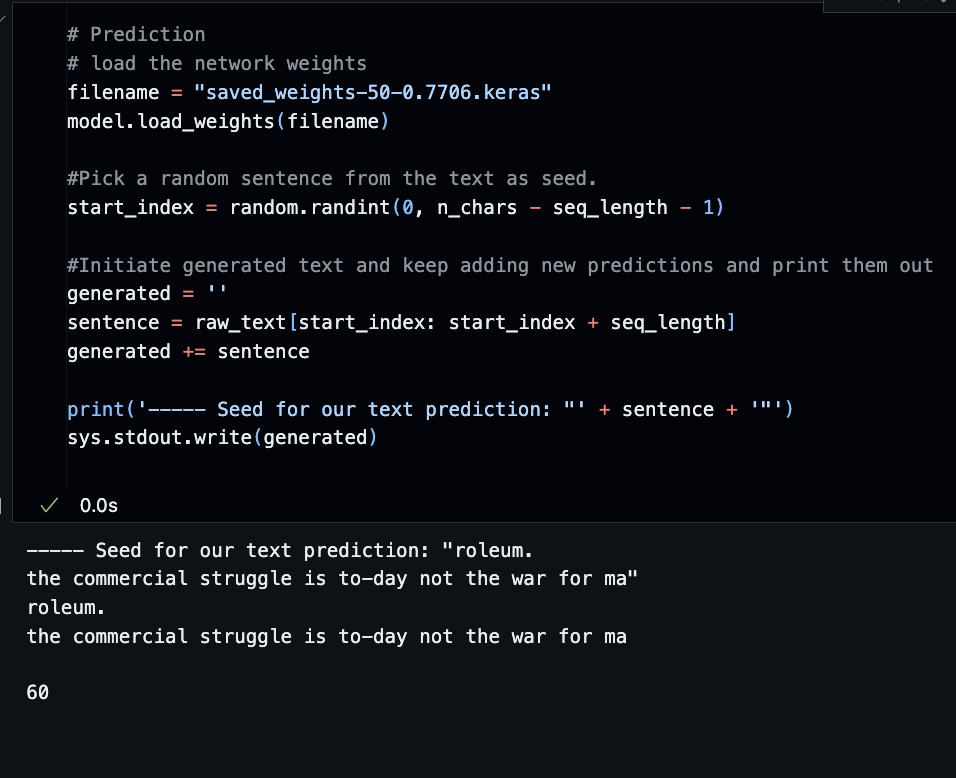 # Prediction
# load the network weights
filename = "saved_weights-50-0.7706.keras"
model.load_weights(filename)
#Pick a random sentence from the text as seed.
start_index = random.randint(0, n_chars - seq_length - 1)
#Initiate generated text and keep adding new predictions and print them out
generated = ''
sentence = raw_text[start_index: start_index + seq_length]
generated += sentence
print('----- Seed for our text prediction: "' + sentence + '"')
sys.stdout.write(generated)
✓ 0.0s
----- Seed for our text prediction: "roleum.
the commercial struggle is to-day not the war for ma"
roleum.
the commercial struggle is to-day not the war for ma
60